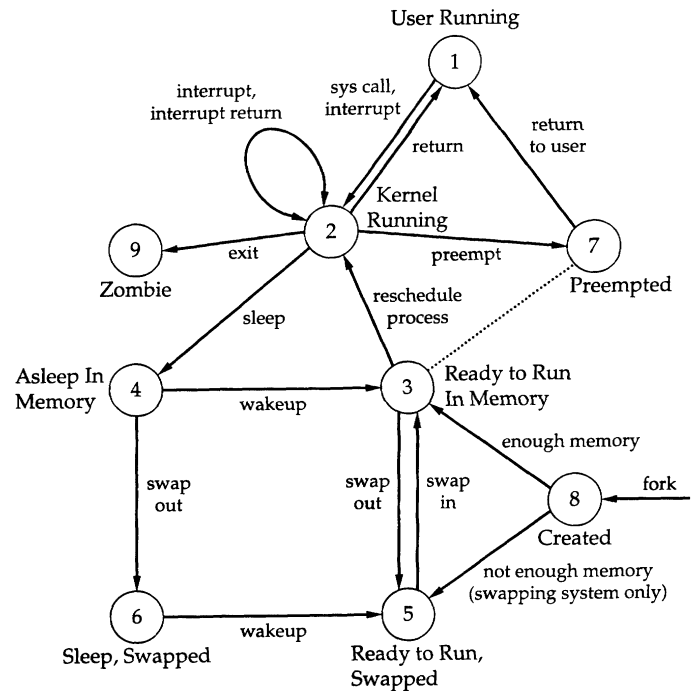 User Running
1
sys call,
interrupt
interrupt,
interrupt return
return
return
to user
Kernel
Running
2
9
exit
Zombie
preempt
7
Preempted
sleep
reschedule
process
Asleep In
Memory
4
wakeup
3
Ready to Run
In Memory
enough memory
swap
out
swap
out
swap
in
8
fork
Created
not enough memory
(swapping system only)
6
wakeup
5
Sleep, Swapped
Ready to Run,
Swapped